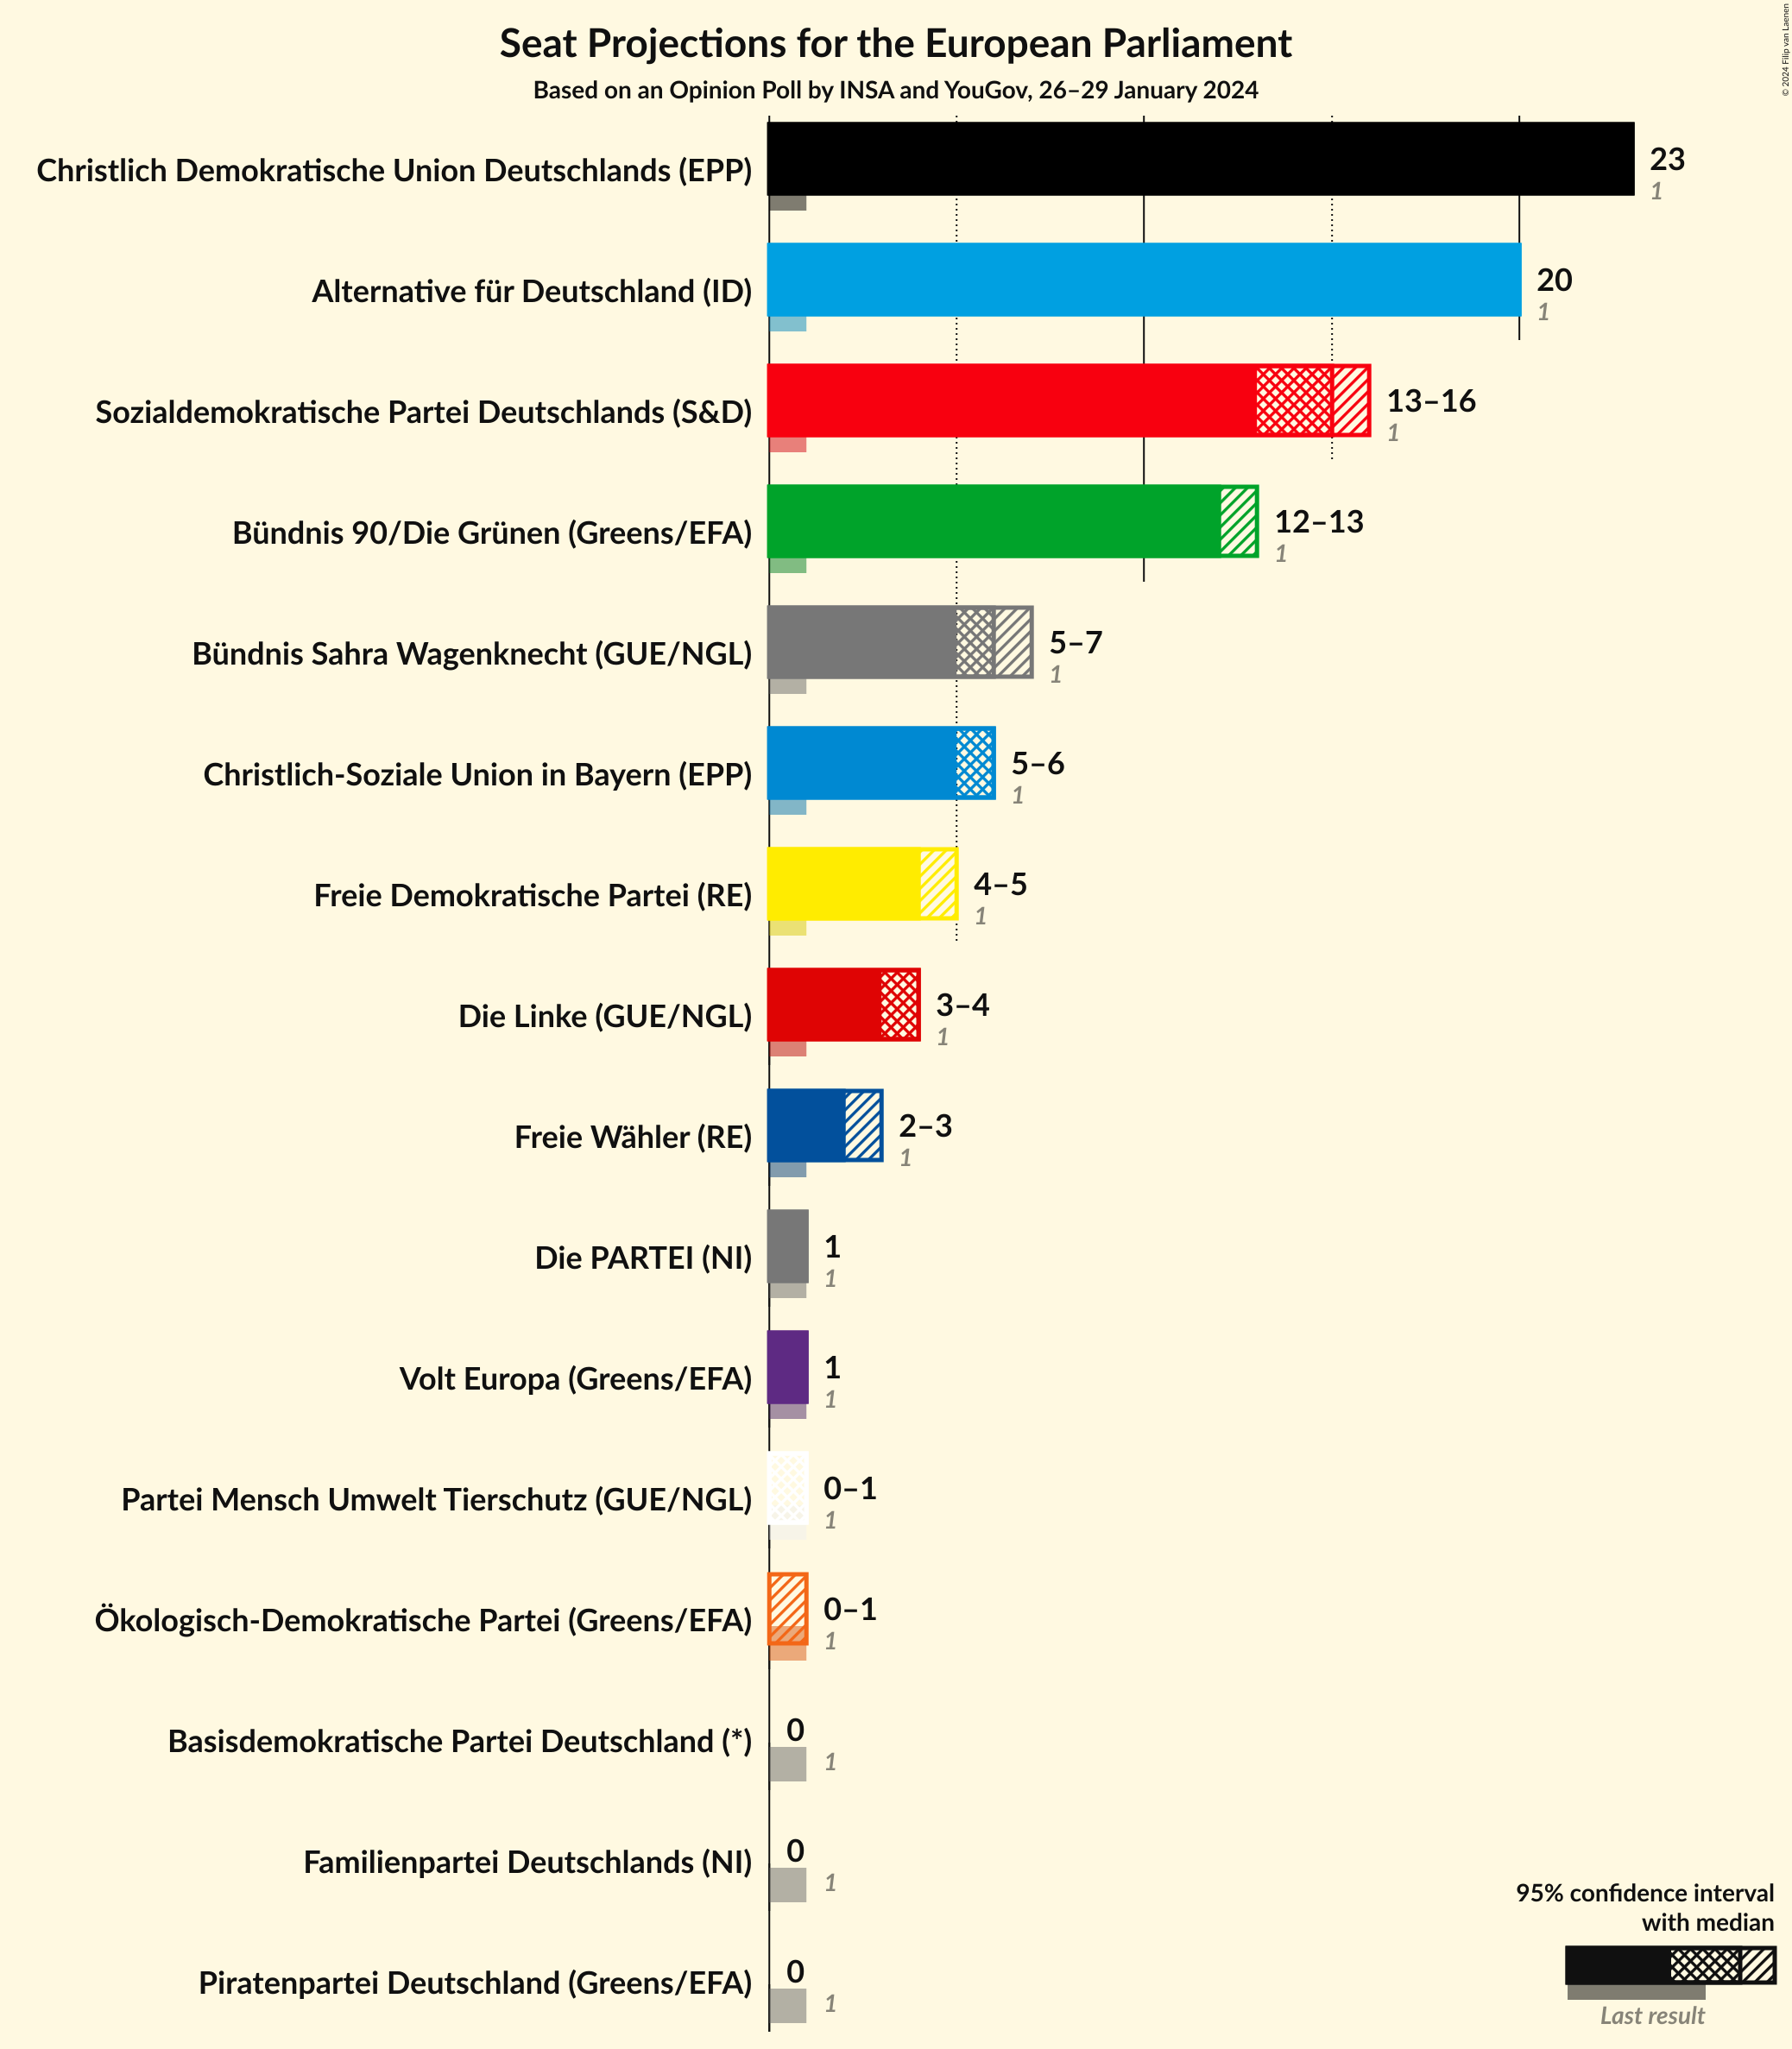 © 2024 Filip van Laenen
Seat Projections for the European Parliament
Based on an Opinion Poll by INSA and YouGov, 26–29 January 2024
Christlich Demokratische Union Deutschlands (EPP)
23
1
Alternative für Deutschland (ID)
20
1
Sozialdemokratische Partei Deutschlands (S&D)
13–16
1
Bündnis 90/Die Grünen (Greens/EFA)
12–13
1
Bündnis Sahra Wagenknecht (GUE/NGL)
5–7
1
Christlich-Soziale Union in Bayern (EPP)
5–6
1
Freie Demokratische Partei (RE)
4–5
1
Die Linke (GUE/NGL)
3–4
1
Freie Wähler (RE)
2–3
1
Die PARTEI (NI)
1
1
Volt Europa (Greens/EFA)
1
1
Partei Mensch Umwelt Tierschutz (GUE/NGL)
0–1
1
Ökologisch-Demokratische Partei (Greens/EFA)
0–1
1
Basisdemokratische Partei Deutschland (*)
0
1
Familienpartei Deutschlands (NI)
0
1
Piratenpartei Deutschland (Greens/EFA)
0
1
95% confidence interval
with median
Last result